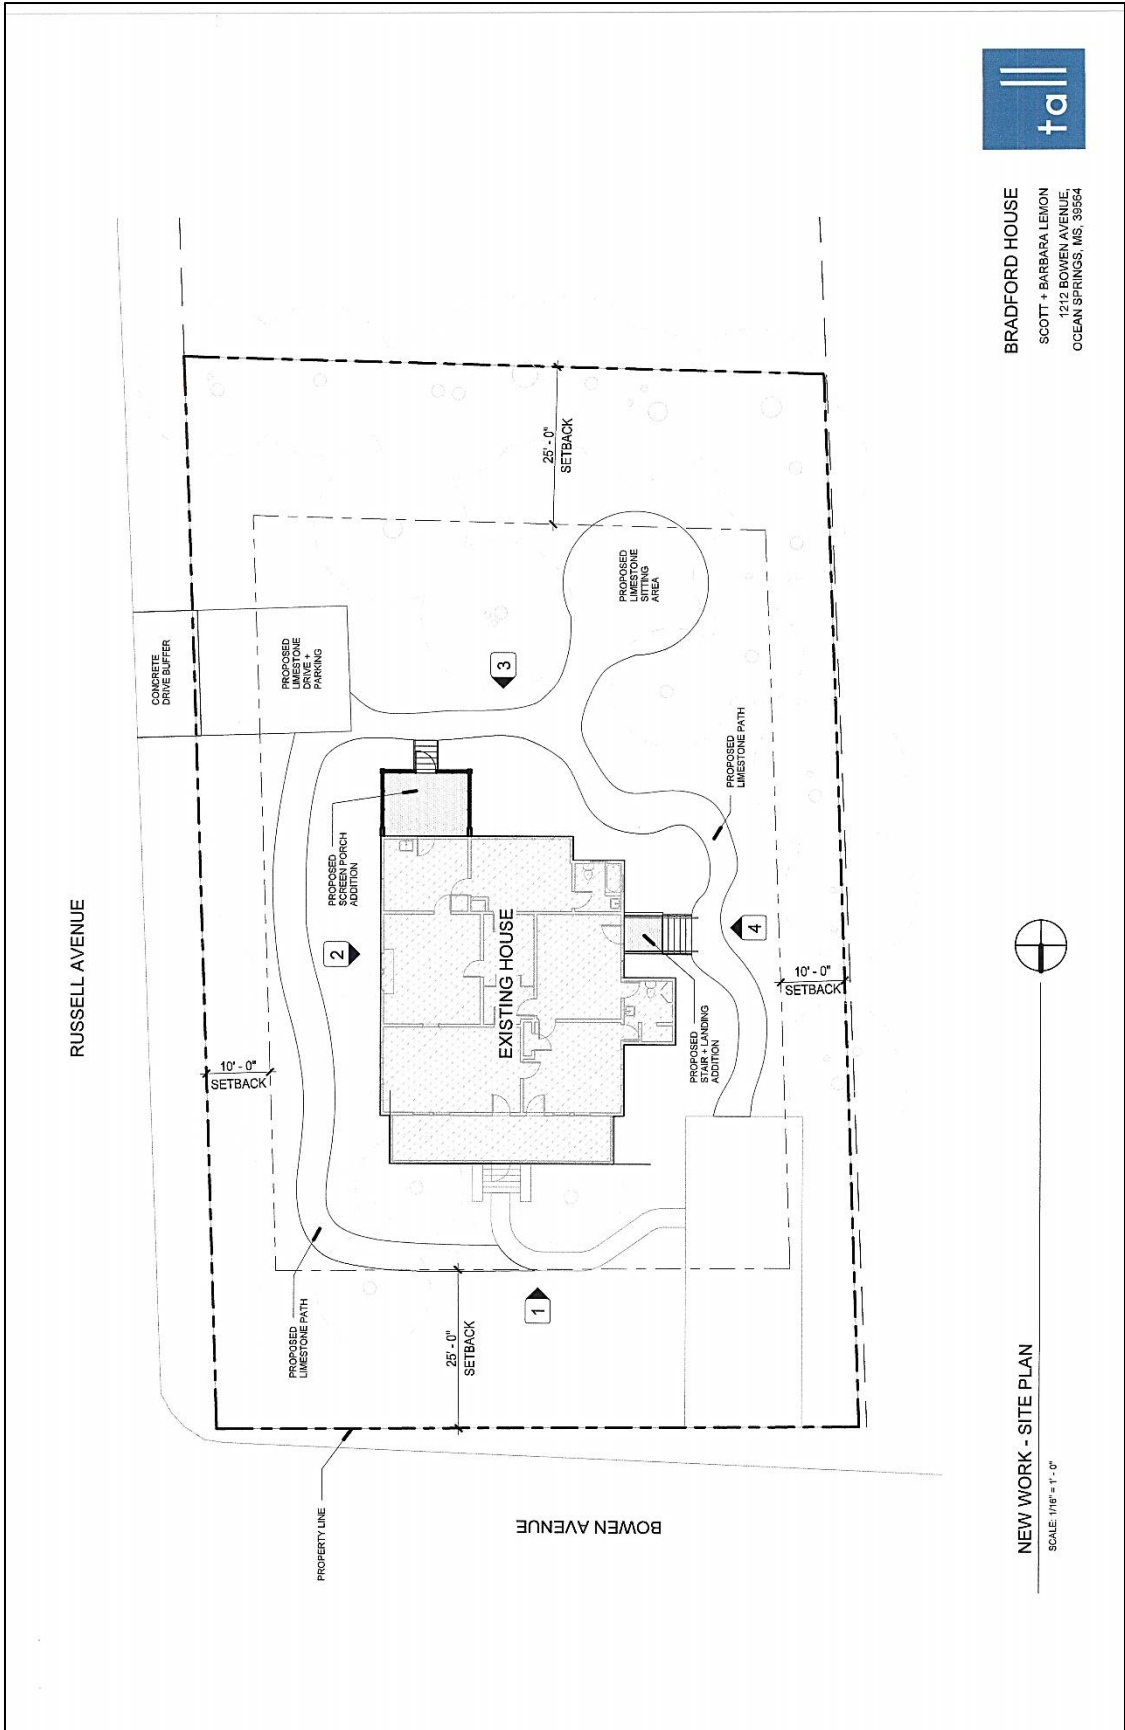 RUSSELL AVENUE
CONCRETE
DRIVE BUFFER
PROPOSED
LIMESTONE
DRIVE +
PARKING
PROPOSED
LIMESTONE
SITTING
AREA
25' - 0"
SETBACK
3
PROPOSED
SCREEN PORCH
ADDITION
2
EXISTING HOUSE
PROPOSED
LIMESTONE PATH
4
10' - 0"
SETBACK
10' - 0"
SETBACK
PROPOSED
STAIR + LANDING
ADDITION
PROPOSED
LIMESTONE PATH
25' - 0"
SETBACK
1
PROPERTY LINE
BOWEN AVENUE
NEW WORK - SITE PLAN
SCALE: 1/16" = 1' - 0"
tall
BRADFORD HOUSE
SCOTT + BARBARA LEMON
1212 BOWEN AVENUE,
OCEAN SPRINGS, MS, 39564